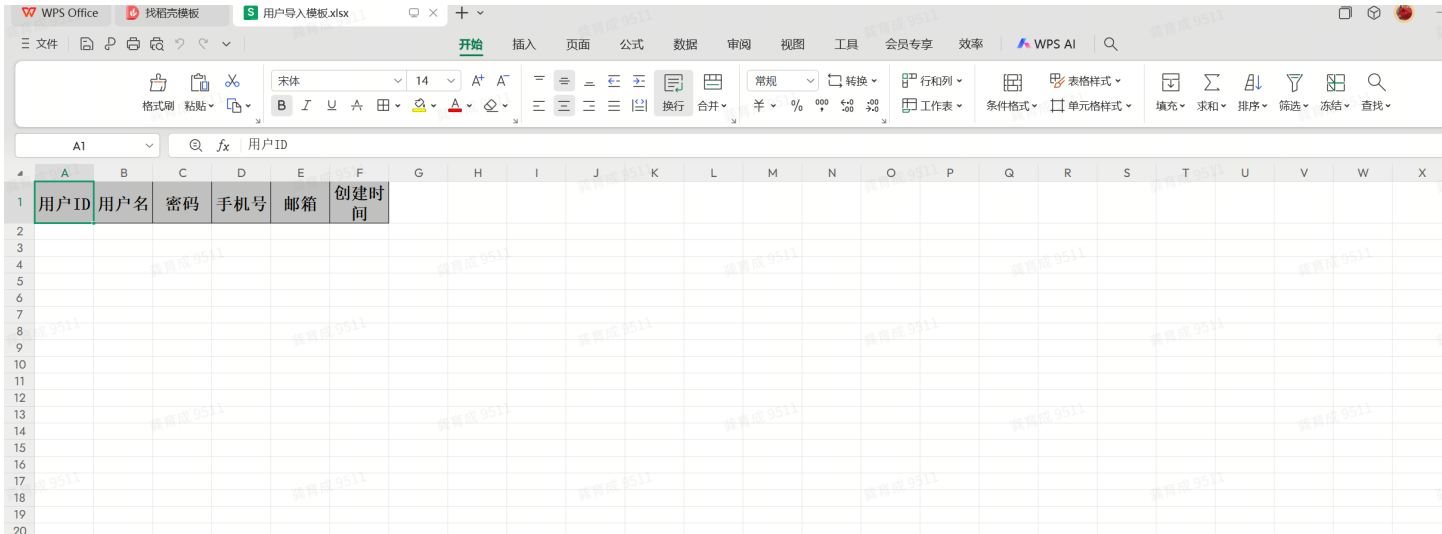 WPS Office 找稻壳模板 用户导入模板.xlsx
文件 开始 插入 页面 公式 数据 审阅 视图 工具 会员专享 效率 WPS AI
宋体 14 A+ A- 常规 转换 行和列 表格样式
格式刷 粘贴 B I U A A 换行 合并 % 000 工作表 条件格式 单元格样式 填充 求和 排序 筛选 冻结 查找
A1 fx 用户ID
A B C D E F G H I J K L M N O P Q R S T U V W X
1 用户ID 用户名 密码 手机号 邮箱 创建时
间
2
3
4
5
6
7
8
9
10
11
12
13
14
15
16
17
18
19
20